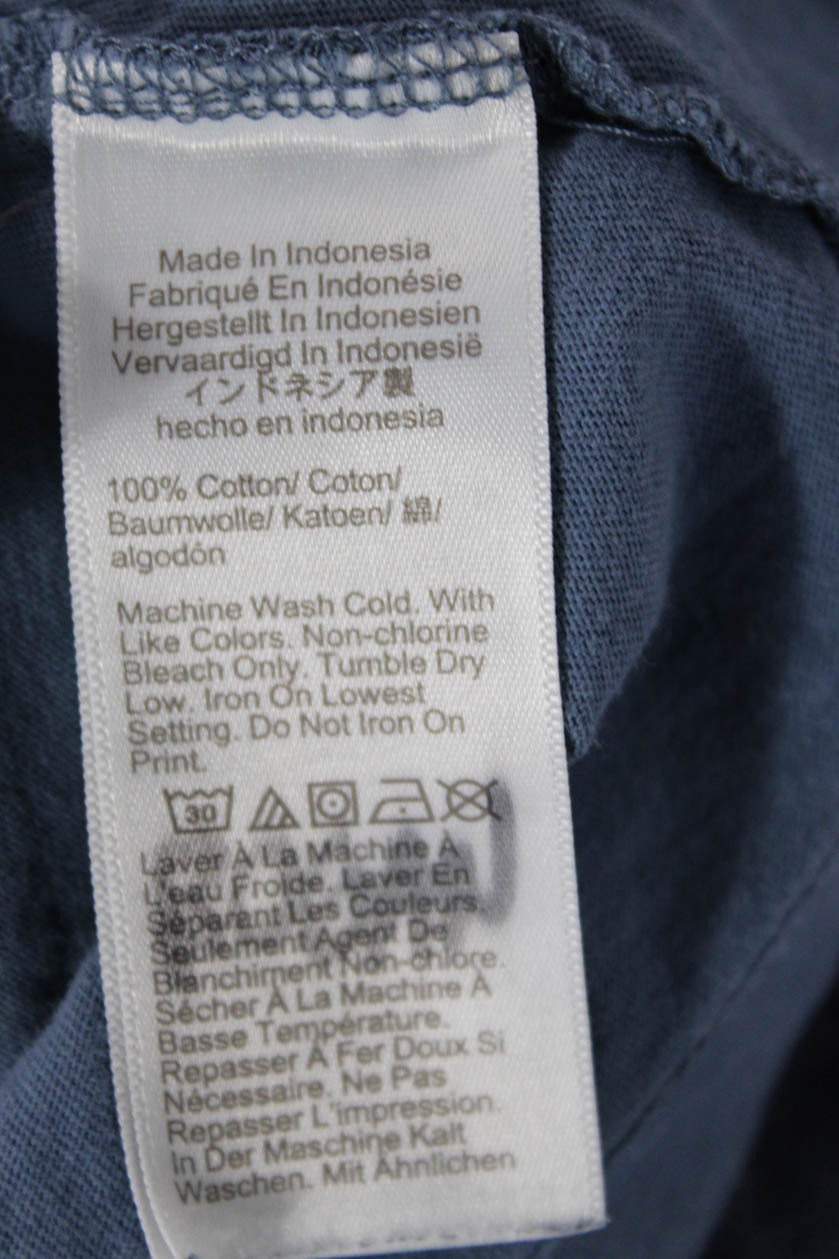 Made In Indonesia
Fabriqué En Indonésie
Hergestellt In Indonesien
Vervaardigd In Indonesië
インドネシア製
hecho en indonesia
100% Cotton/ Coton/
Baumwolle/ Katoen/ 綿/
algodón
Machine Wash Cold. With
Like Colors. Non-chlorine
Bleach Only. Tumble Dry
Low. Iron On Lowest
Setting. Do Not Iron On
Print.
30
Laver À La Machine À
L'eau Froide. Laver En
Séparant Les Couleurs.
Seulement Agent De
Blanchiment Non-chlore.
Sécher À La Machine À
Basse Température.
Repasser À Fer Doux Si
Nécessaire. Ne Pas
Repasser L'impression.
In Der Maschine Kalt
Waschen. Mit Ähnlichen